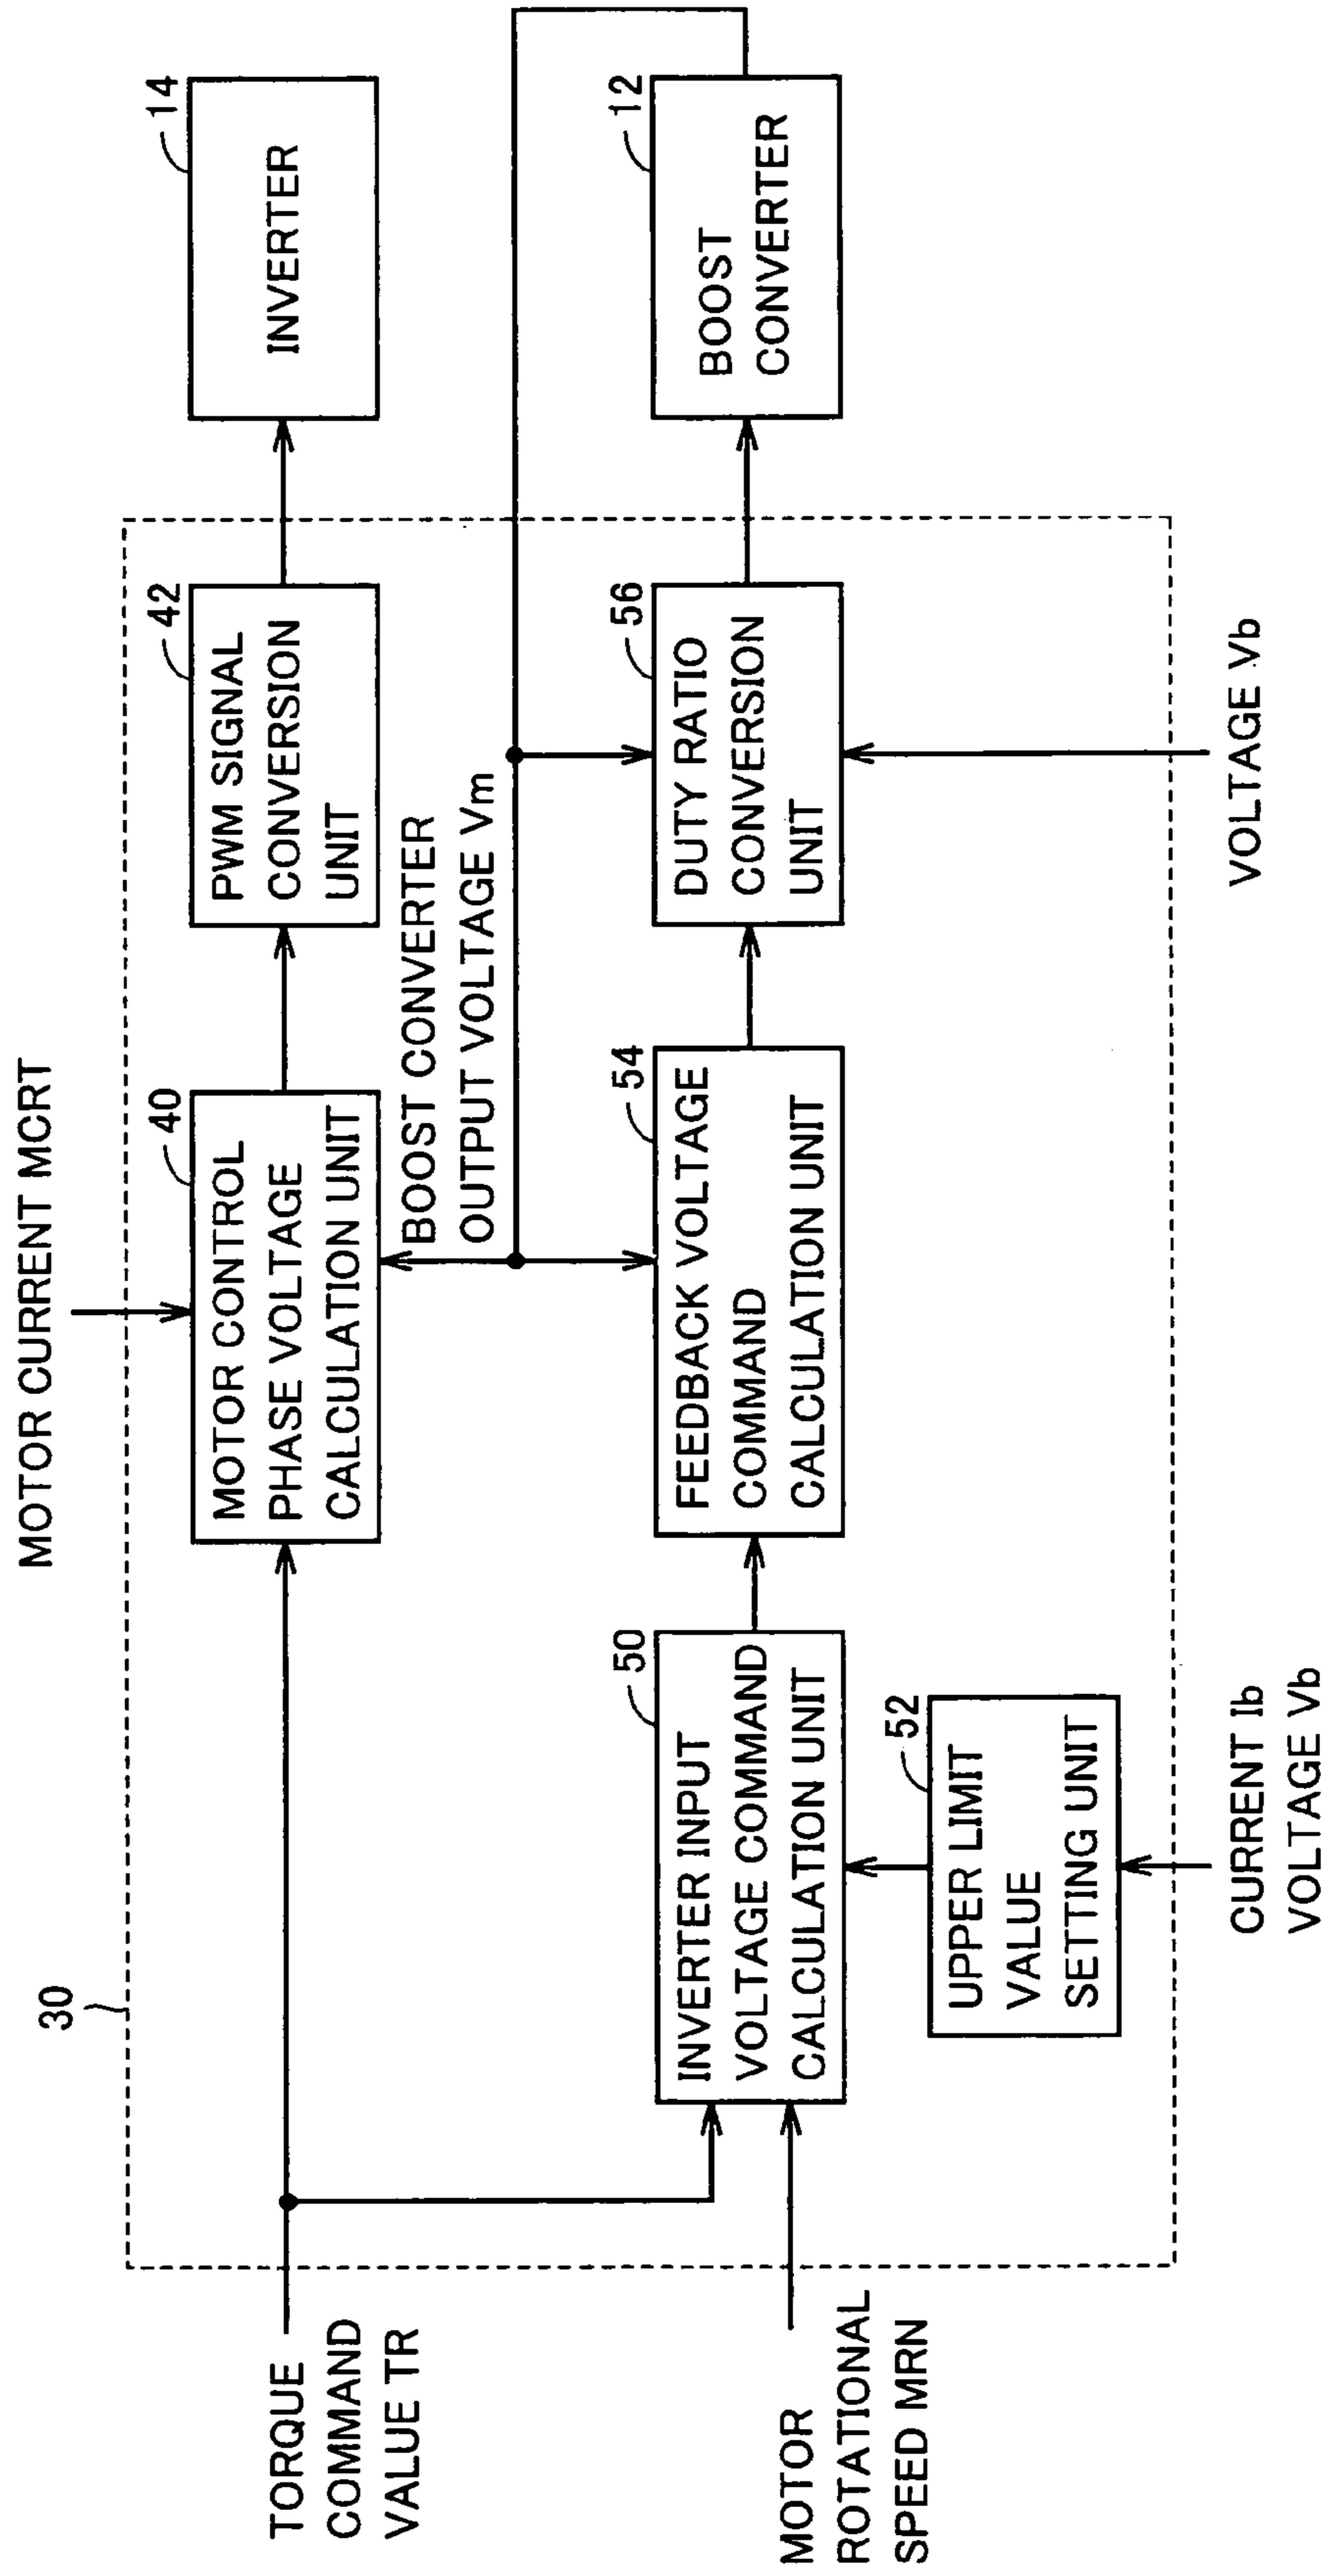 MOTOR CURRENT MCRT
30
TORQUE
COMMAND
VALUE TR
40
MOTOR CONTROL
PHASE VOLTAGE
CALCULATION UNIT
42
PWM SIGNAL
CONVERSION
UNIT
14
INVERTER
BOOST CONVERTER
OUTPUT VOLTAGE Vm
MOTOR
ROTATIONAL
SPEED MRN
50
INVERTER INPUT
VOLTAGE COMMAND
CALCULATION UNIT
54
FEEDBACK VOLTAGE
COMMAND
CALCULATION UNIT
56
DUTY RATIO
CONVERSION
UNIT
12
BOOST
CONVERTER
52
UPPER LIMIT
VALUE
SETTING UNIT
CURRENT Ib
VOLTAGE Vb
VOLTAGE Vb